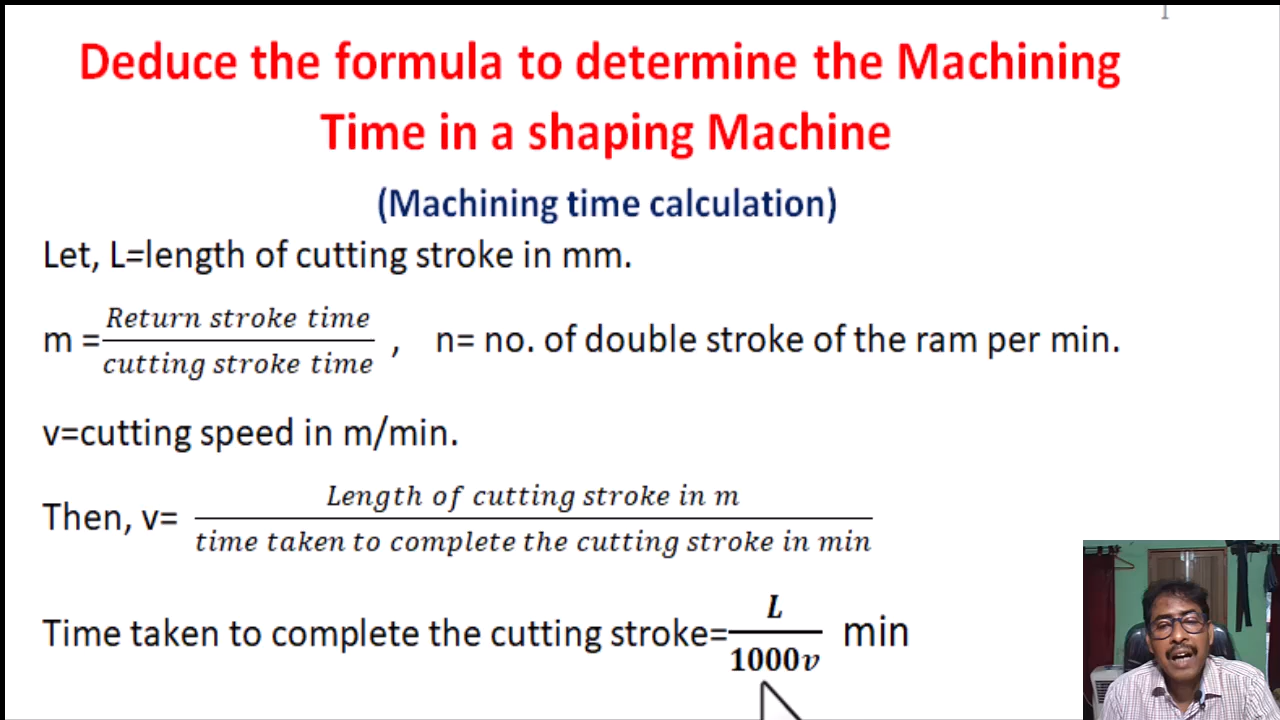 1
Deduce the formula to determine the Machining
Time in a shaping Machine
(Machining time calculation)
Let, L=length of cutting stroke in mm.
m = Return stroke time / cutting stroke time , n= no. of double stroke of the ram per min.
v=cutting speed in m/min.
Then, v= Length of cutting stroke in m / time taken to complete the cutting stroke in min
Time taken to complete the cutting stroke= L / 1000v min